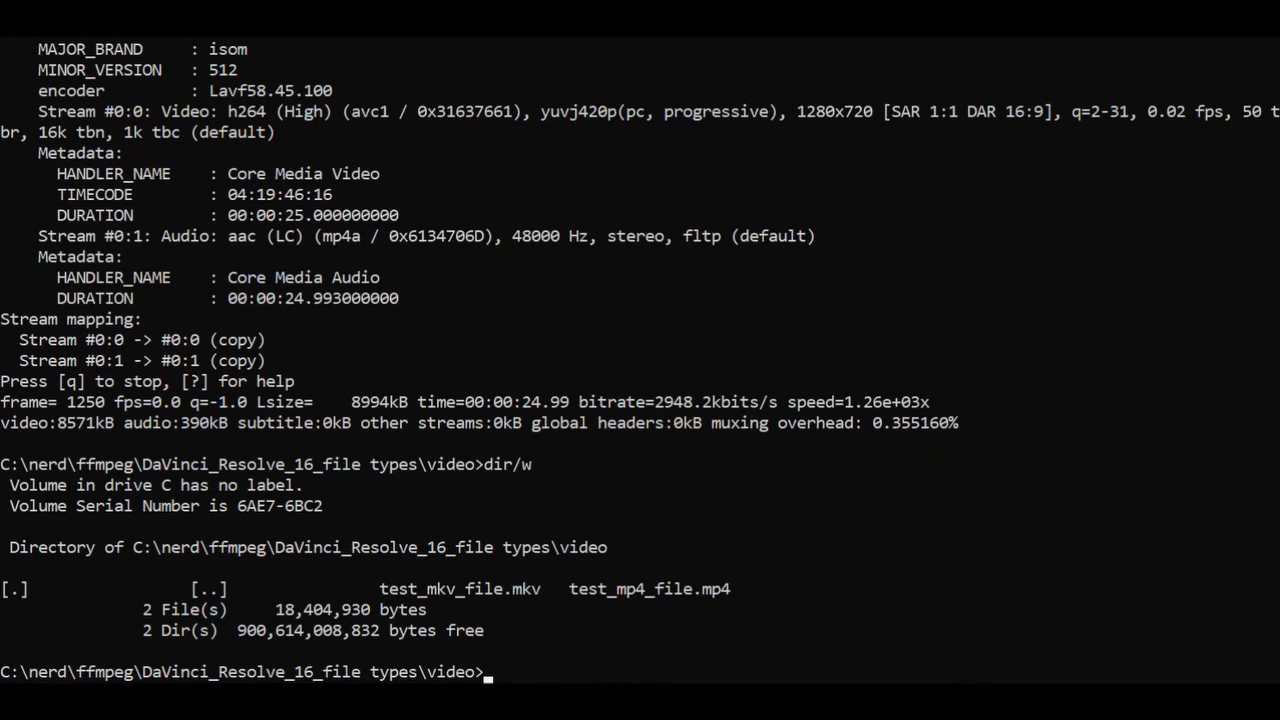 MAJOR_BRAND     : isom
MINOR_VERSION   : 512
encoder         : Lavf58.45.100
Stream #0:0: Video: h264 (High) (avc1 / 0x31637661), yuvj420p(pc, progressive), 1280x720 [SAR 1:1 DAR 16:9], q=2-31, 0.02 fps, 50 t
br, 16k tbn, 1k tbc (default)
Metadata:
HANDLER_NAME    : Core Media Video
TIMECODE        : 04:19:46:16
DURATION        : 00:00:25.000000000
Stream #0:1: Audio: aac (LC) (mp4a / 0x6134706D), 48000 Hz, stereo, fltp (default)
Metadata:
HANDLER_NAME    : Core Media Audio
DURATION        : 00:00:24.993000000
Stream mapping:
Stream #0:0 -> #0:0 (copy)
Stream #0:1 -> #0:1 (copy)
Press [q] to stop, [?] for help
frame= 1250 fps=0.0 q=-1.0 Lsize=    8994kB time=00:00:24.99 bitrate=2948.2kbits/s speed=1.26e+03x
video:8571kB audio:390kB subtitle:0kB other streams:0kB global headers:0kB muxing overhead: 0.355160%
C:\nerd\ffmpeg\DaVinci_Resolve_16_file types\video>dir/w
Volume in drive C has no label.
Volume Serial Number is 6AE7-6BC2
Directory of C:\nerd\ffmpeg\DaVinci_Resolve_16_file types\video
[.]                 [..]                test_mkv_file.mkv   test_mp4_file.mp4
2 File(s)     18,404,930 bytes
2 Dir(s)  900,614,008,832 bytes free
C:\nerd\ffmpeg\DaVinci_Resolve_16_file types\video>